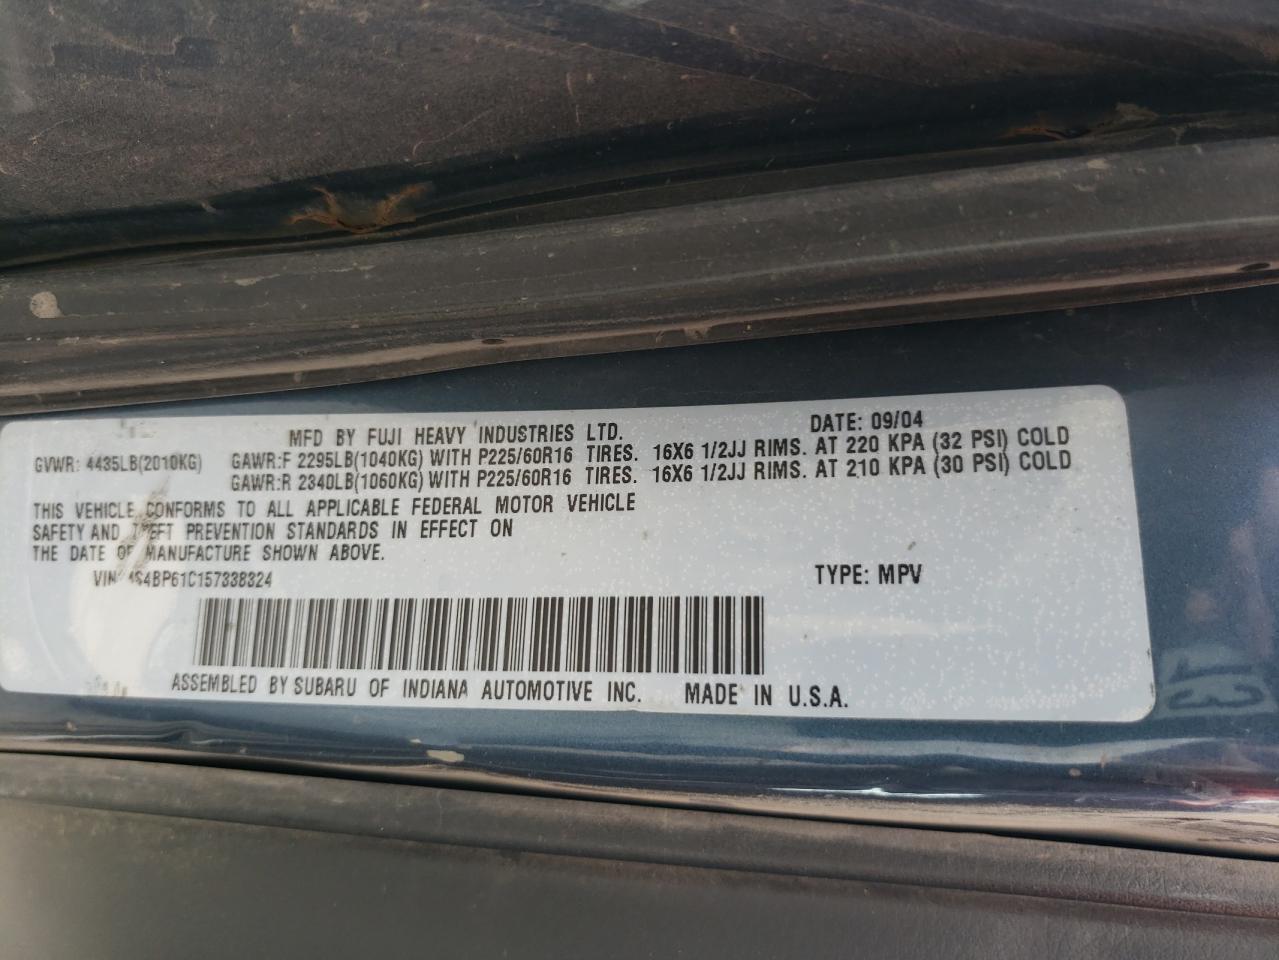 MFD BY FUJI HEAVY INDUSTRIES LTD. DATE: 09/04
GVWR: 4435LB(2010KG) GAWR:F 2295LB(1040KG) WITH P225/60R16 TIRES. 16X6 1/2JJ RIMS. AT 220 KPA (32 PSI) COLD
GAWR:R 2340LB(1060KG) WITH P225/60R16 TIRES. 16X6 1/2JJ RIMS. AT 210 KPA (30 PSI) COLD
THIS VEHICLE CONFORMS TO ALL APPLICABLE FEDERAL MOTOR VEHICLE
SAFETY AND THEFT PREVENTION STANDARDS IN EFFECT ON
THE DATE OF MANUFACTURE SHOWN ABOVE.
VIN: 4S4BP61C157338324 TYPE: MPV
ASSEMBLED BY SUBARU OF INDIANA AUTOMOTIVE INC. MADE IN U.S.A.